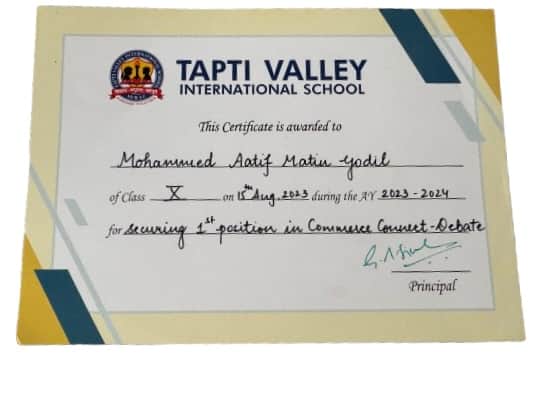 TAPTI VALLEY
INTERNATIONAL SCHOOL
This Certificate is awarded to
Mohammed Aatif Matin Godil
of Class X on 15th Aug. 2023 during the AY 2023 - 2024
for securing 1st position in Commerce Connect - Debate
Principal